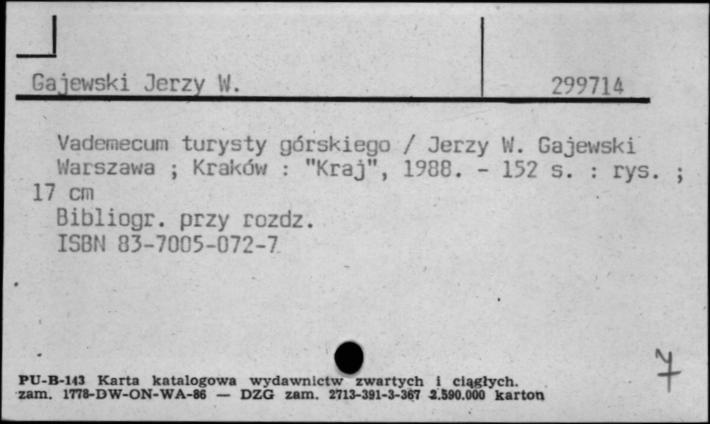 Gajewski Jerzy W. 299714
Vademecum turysty górskiego / Jerzy W. Gajewski
Warszawa ; Kraków : "Kraj", 1988. - 152 s. : rys. ;
17 cm
Bibliogr. przy rozdz.
ISBN 83-7005-072-7
7
PU-B-143 Karta katalogowa wydawnictw zwartych i ciągłych.
zam. 1778-DW-ON-WA-86 — DZG zam. 2713-391-3-367 2.590.000 karton